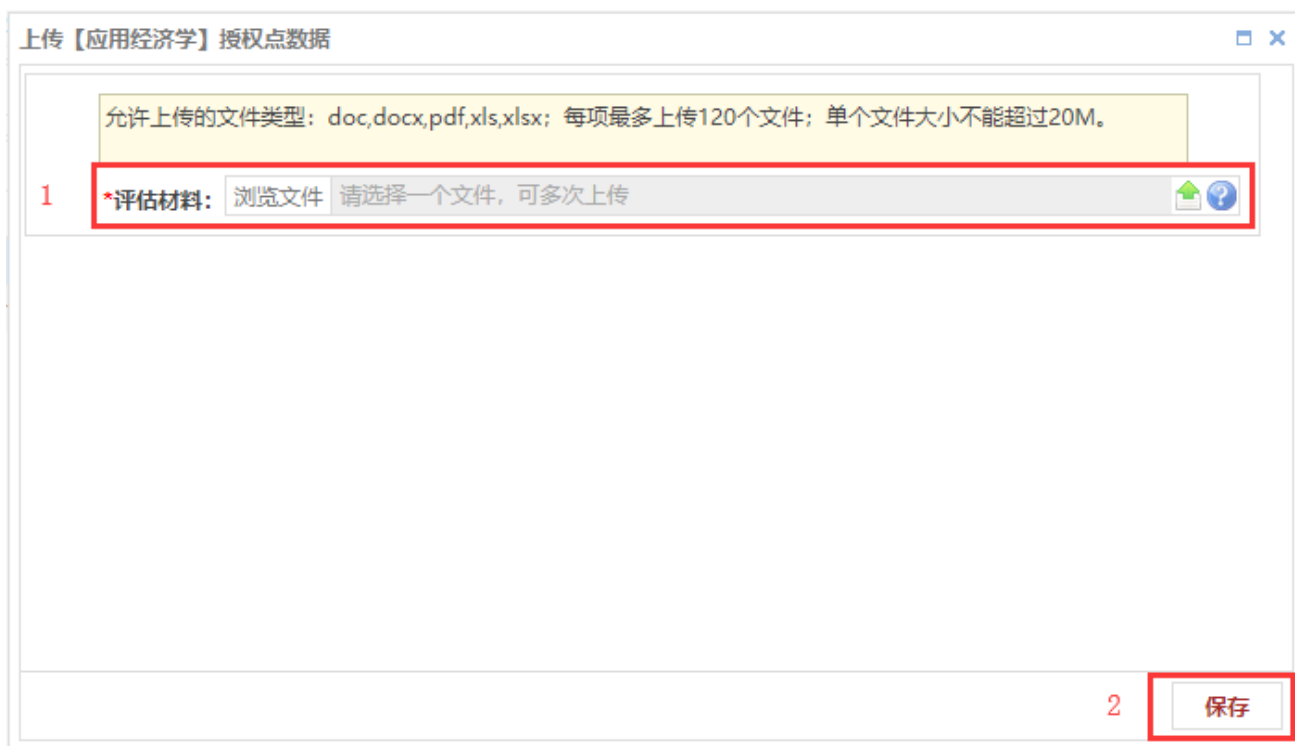 上传【应用经济学】授权点数据
允许上传的文件类型：doc,docx,pdf,xls,xlsx；每项最多上传120个文件；单个文件大小不能超过20M。
1 *评估材料： 浏览文件 请选择一个文件，可多次上传 ?
2 保存